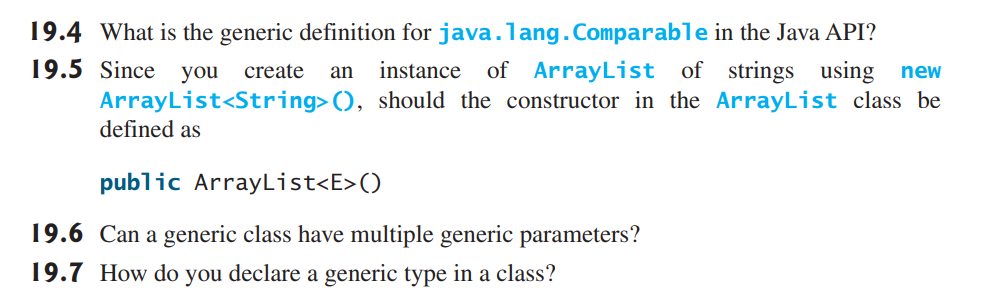 19.4 What is the generic definition for java.lang.Comparable in the Java API?
19.5 Since you create an instance of ArrayList of strings using new
ArrayList<String>(), should the constructor in the ArrayList class be
defined as
public ArrayList<E>()
19.6 Can a generic class have multiple generic parameters?
19.7 How do you declare a generic type in a class?